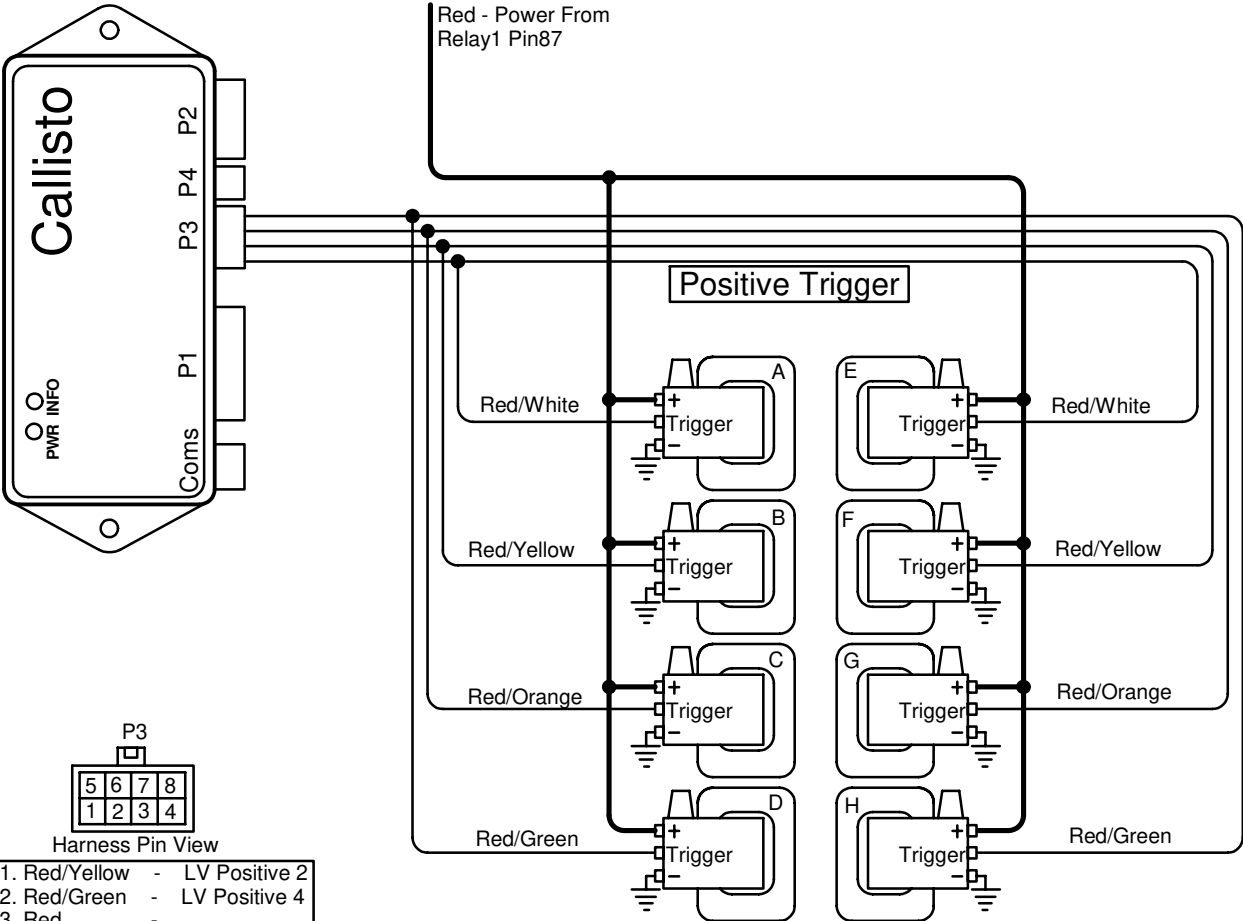 Red - Power From
Relay1 Pin87
Callisto
P2
P4
P3
P1
Coms
INFO
PWR
Positive Trigger
A
+
Trigger
−
Red/White
E
+
Trigger
−
Red/White
B
+
Trigger
−
Red/Yellow
F
+
Trigger
−
Red/Yellow
C
+
Trigger
−
Red/Orange
G
+
Trigger
−
Red/Orange
D
+
Trigger
−
Red/Green
H
+
Trigger
−
Red/Green
P3
5 6 7 8
1 2 3 4
Harness Pin View
1. Red/Yellow - LV Positive 2
2. Red/Green - LV Positive 4
3. Red -